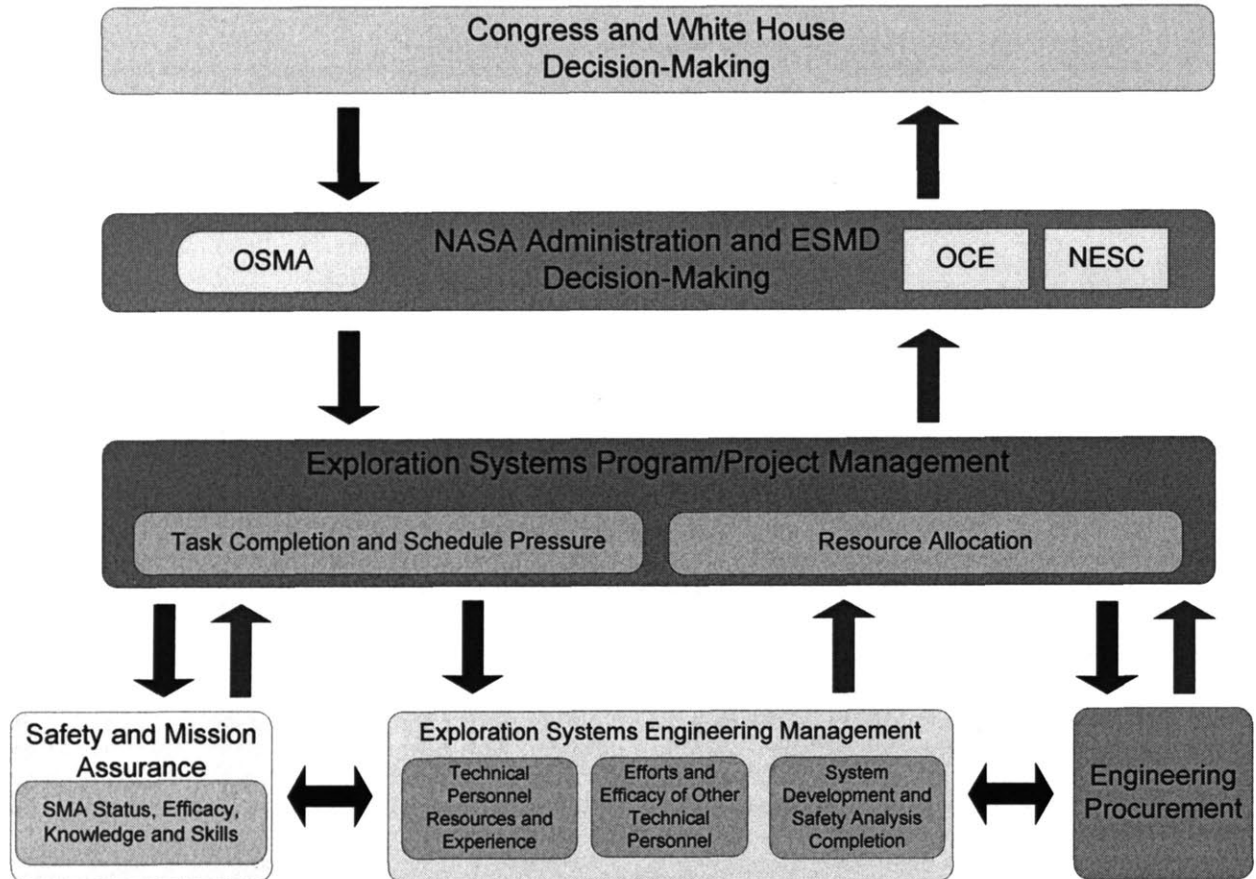 Congress and White House
Decision-Making
OSMA
NASA Administration and ESMD
Decision-Making
OCE
NESC
Exploration Systems Program/Project Management
Task Completion and Schedule Pressure
Resource Allocation
Safety and Mission
Assurance
SMA Status, Efficacy,
Knowledge and Skills
Exploration Systems Engineering Management
Technical
Personnel
Resources and
Experience
Efforts and
Efficacy of Other
Technical
Personnel
System
Development and
Safety Analysis
Completion
Engineering
Procurement